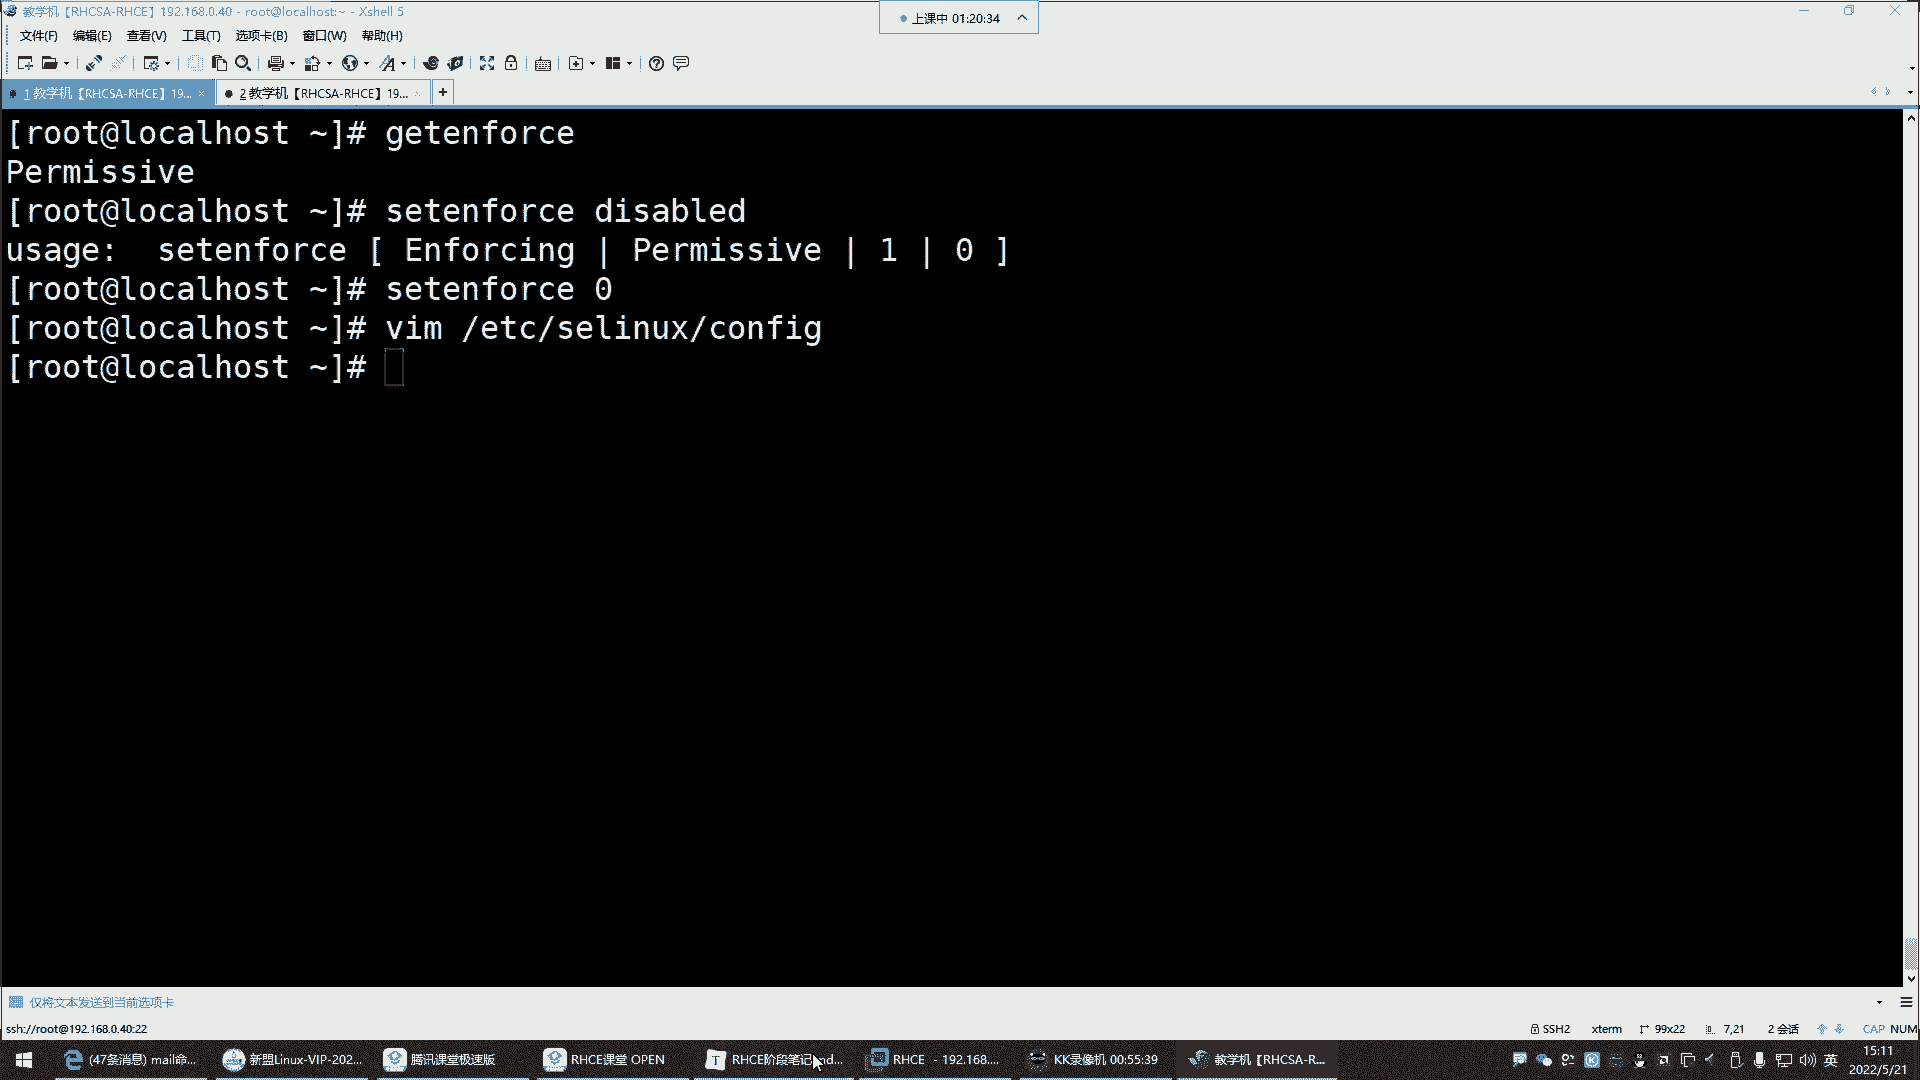 教学机【RHCSA-RHCE】192.168.0.40 - root@localhost:~ - Xshell 5
上课中 01:20:34
文件(F) 编辑(E) 查看(V) 工具(T) 选项卡(B) 窗口(W) 帮助(H)
1 教学机【RHCSA-RHCE】19... 2 教学机【RHCSA-RHCE】19...
[root@localhost ~]# getenforce
Permissive
[root@localhost ~]# setenforce disabled
usage:  setenforce [ Enforcing | Permissive | 1 | 0 ]
[root@localhost ~]# setenforce 0
[root@localhost ~]# vim /etc/selinux/config
[root@localhost ~]#
仅将文本发送到当前选项卡
ssh://root@192.168.0.40:22 SSH2 xterm 99x22 7,21 2 会话 CAP NUM
(47条消息) mail命... 新盟Linux-VIP-202... 腾讯课堂极速版 RHCE课堂 OPEN RHCE阶段笔记.md... RHCE - 192.168.... KK录像机 00:55:39 教学机【RHCSA-R... 英 15:11
2022/5/21